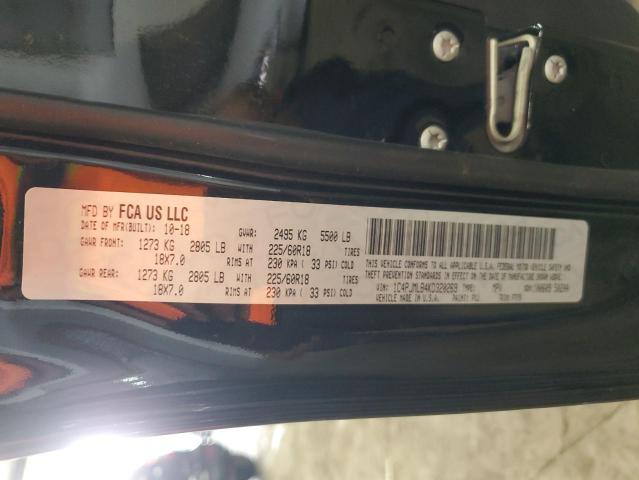 MFD BY FCA US LLC
DATE OF MFR(BUILT): 10-18 GVWR: 2495 KG 5500 LB
GAWR FRONT: 1273 KG 2805 LB WITH 225/60R18 TIRES
18X7.0 RIMS AT 230 KPA ( 33 PSI) COLD
GAWR REAR: 1273 KG 2805 LB WITH 225/60R18 TIRES
18X7.0 RIMS AT 230 KPA ( 33 PSI) COLD
THIS VEHICLE CONFORMS TO ALL APPLICABLE U.S.A. FEDERAL MOTOR VEHICLE SAFETY AND
THEFT PREVENTION STANDARDS IN EFFECT ON THE DATE OF MANUFACTURE SHOWN ABOVE.
VIN: 1C4PJMLB4KD320269 TYPE: MPV
VEHICLE MADE IN U.S.A. PAINT: TRIM: